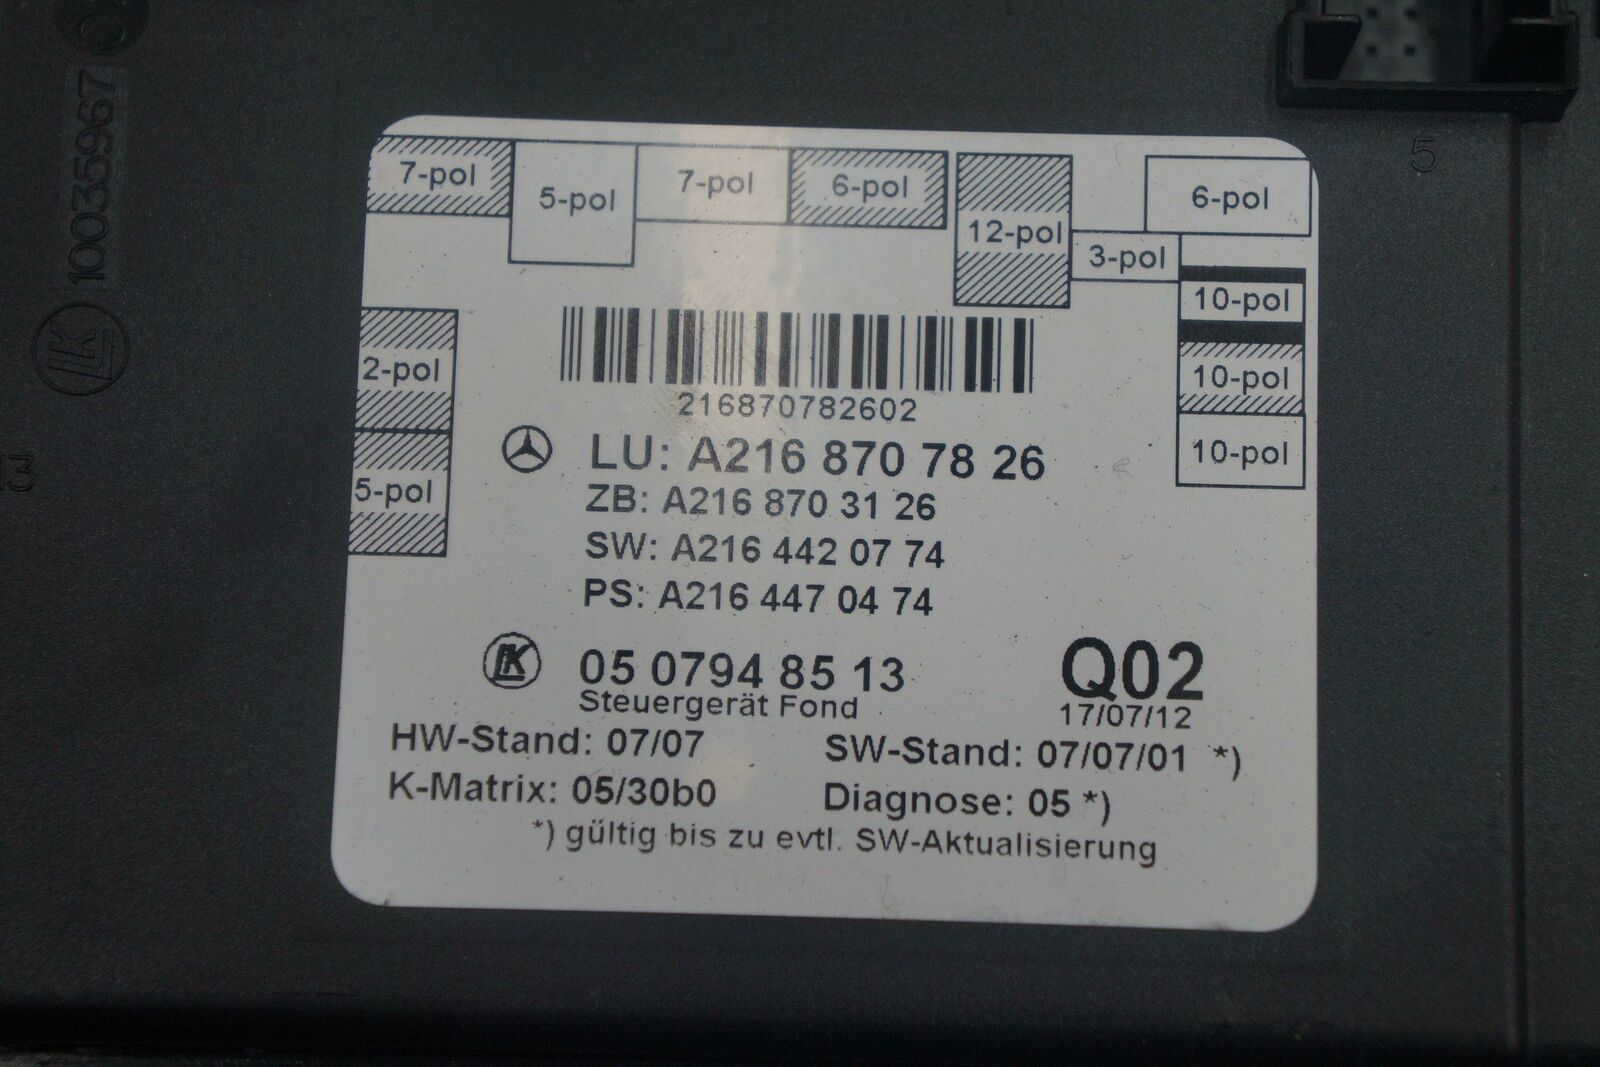 10035967
LK
13
5
7-pol
5-pol
7-pol
6-pol
12-pol
3-pol
6-pol
10-pol
10-pol
10-pol
2-pol
5-pol
216870782602
LU: A216 870 78 26
ZB: A216 870 31 26
SW: A216 442 07 74
PS: A216 447 04 74
LK 05 0794 85 13
Q02
Steuergerät Fond
17/07/12
HW-Stand: 07/07
SW-Stand: 07/07/01 *)
K-Matrix: 05/30b0
Diagnose: 05 *)
*) gültig bis zu evtl. SW-Aktualisierung